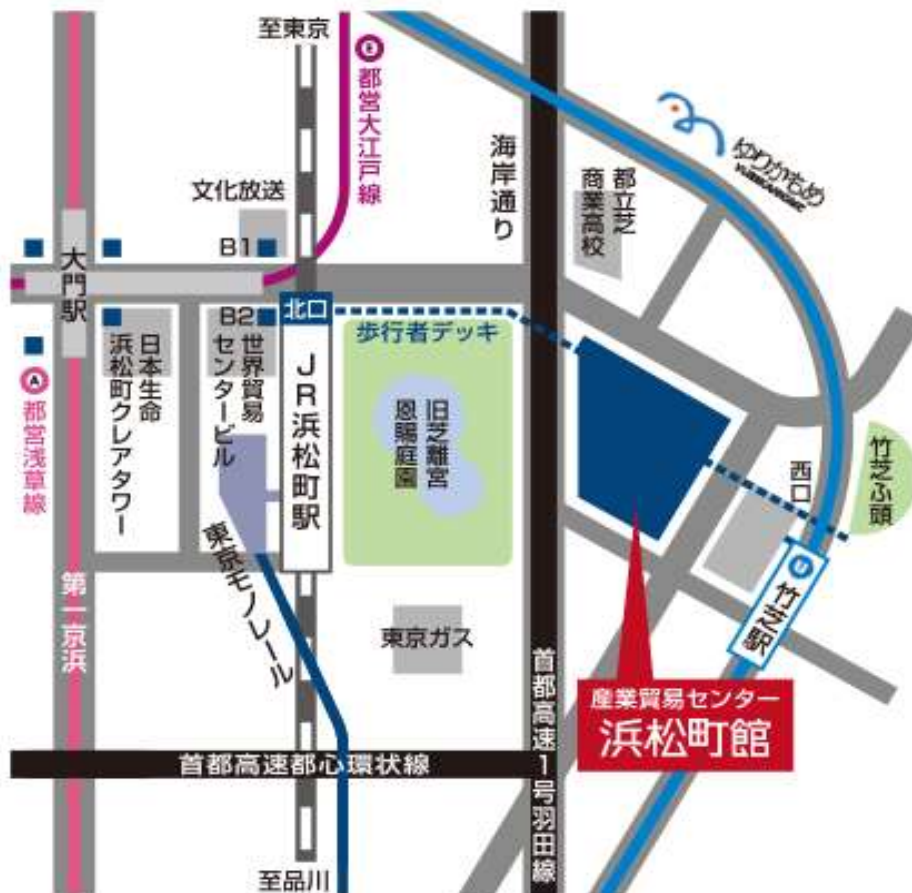 至東京
E
都営大江戸線
海岸通り
ゆりかもめ
YURIKAMOME
都立芝
商業高校
文化放送
B1
大門駅
北口
B2
歩行者デッキ
日本生命
浜松町クレアタワー
世界貿易
センタービル
JR浜松町駅
旧芝離宮
恩賜庭園
A
都営浅草線
西口
竹芝ふ頭
U
竹芝駅
東京モノレール
第一京浜
東京ガス
産業貿易センター
浜松町館
首都高速1号羽田線
首都高速都心環状線
至品川